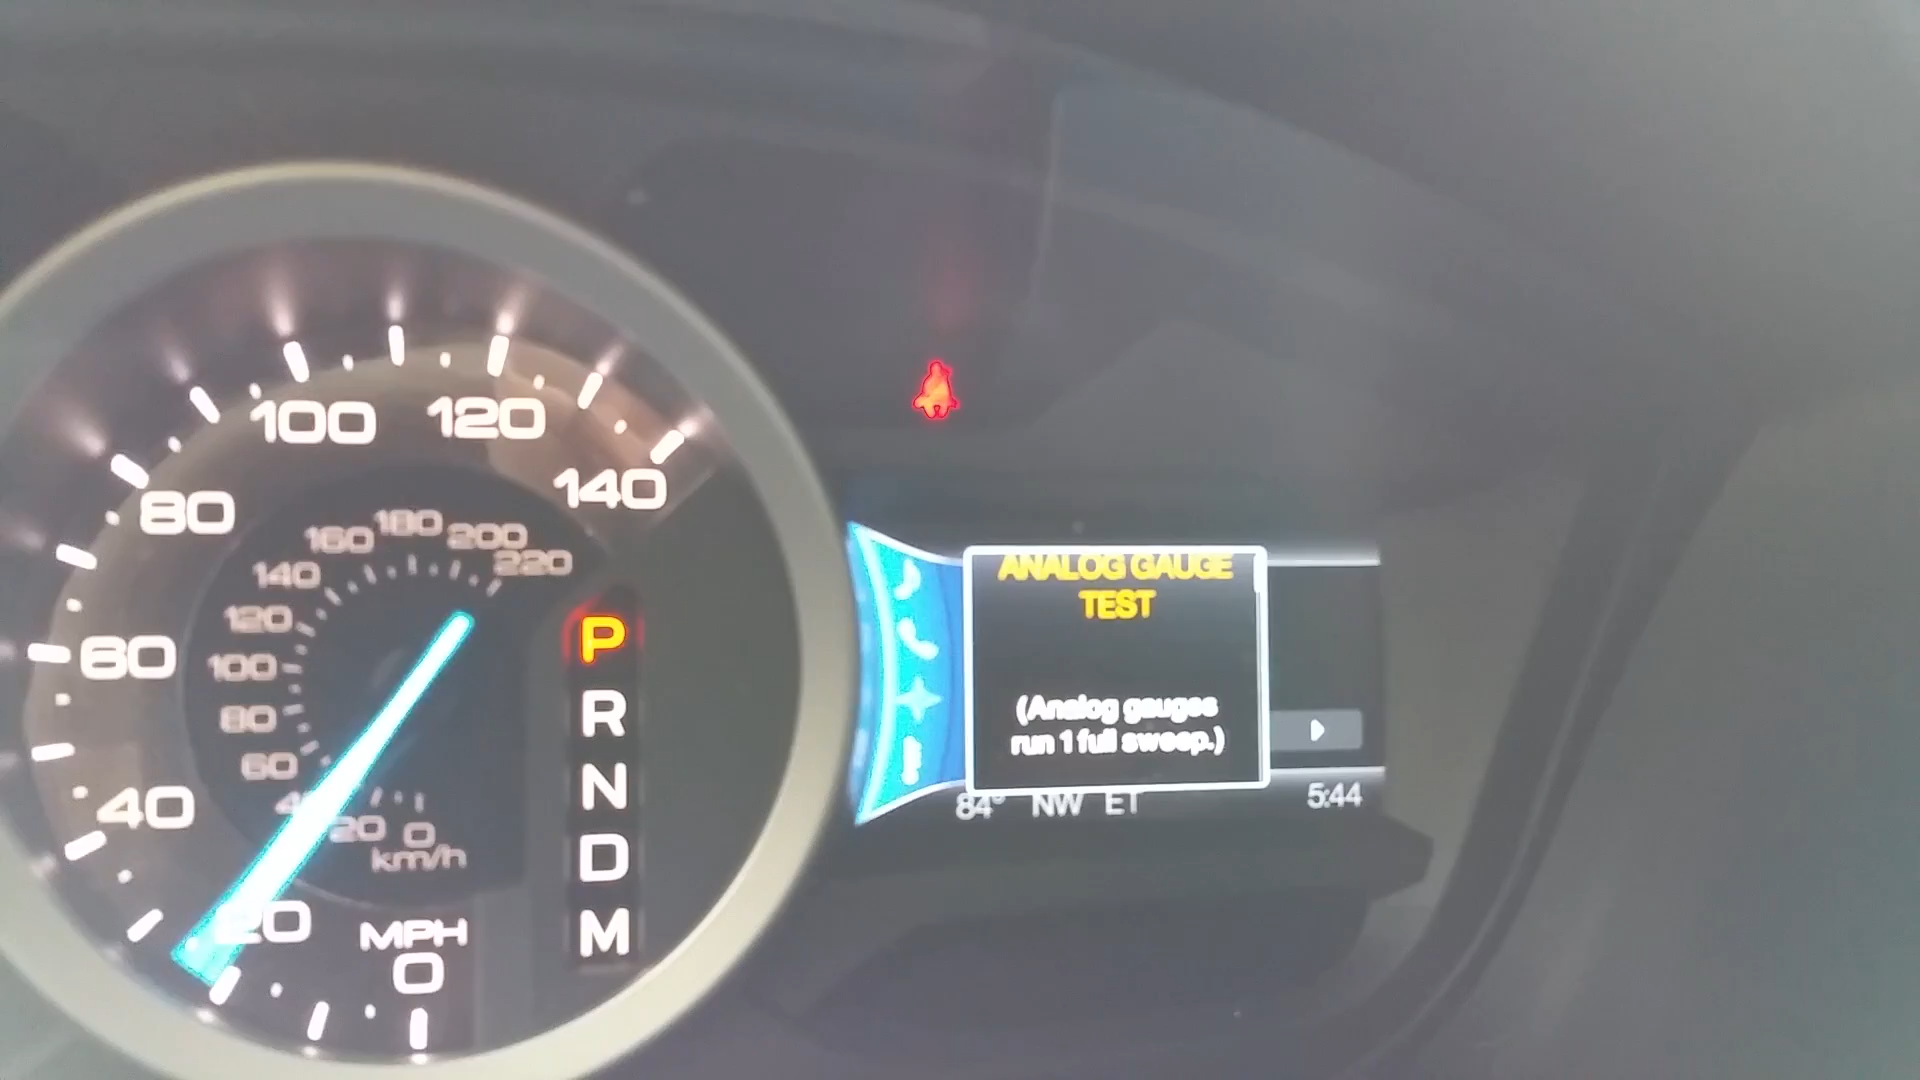 100 120
80 140
60
40
20
MPH
0
160 180 200
140 220
120
100
80
60
20 0
km/h
P
R
N
D
M
ANALOG GAUGE
TEST
(Analog gauges
run 1 full sweep.)
84° NW ET 5:44